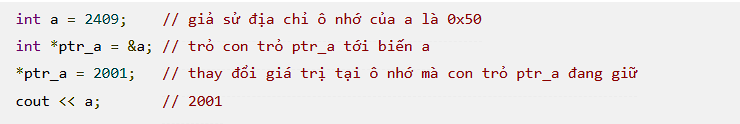 int a = 2409;    // giả sử địa chỉ ô nhớ của a là 0x50
int *ptr_a = &a; // trỏ con trỏ ptr_a tới biến a
*ptr_a = 2001;   // thay đổi giá trị tại ô nhớ mà con trỏ ptr_a đang giữ
cout << a;       // 2001